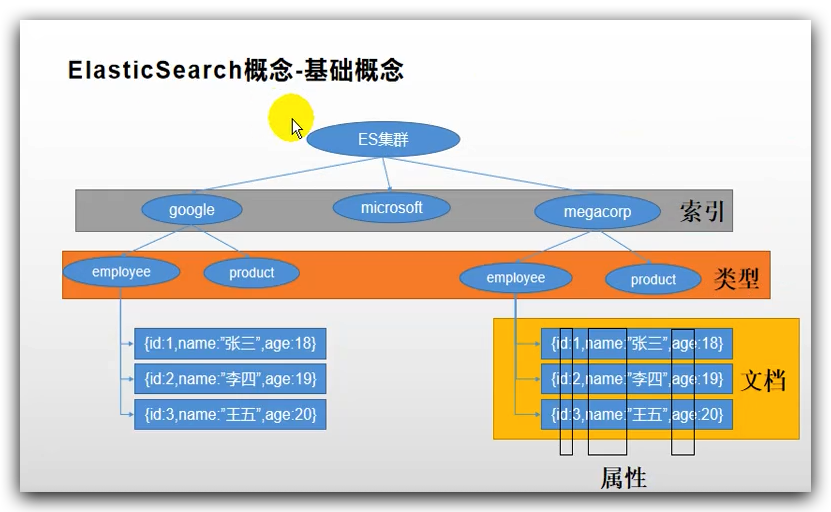 ElasticSearch概念-基础概念
ES集群
google
microsoft
megacorp
索引
employee
product
employee
product
类型
{id:1,name:”张三”,age:18}
{id:2,name:”李四”,age:19}
{id:3,name:”王五”,age:20}
{id:1,name:”张三”,age:18}
{id:2,name:”李四”,age:19}
{id:3,name:”王五”,age:20}
文档
属性